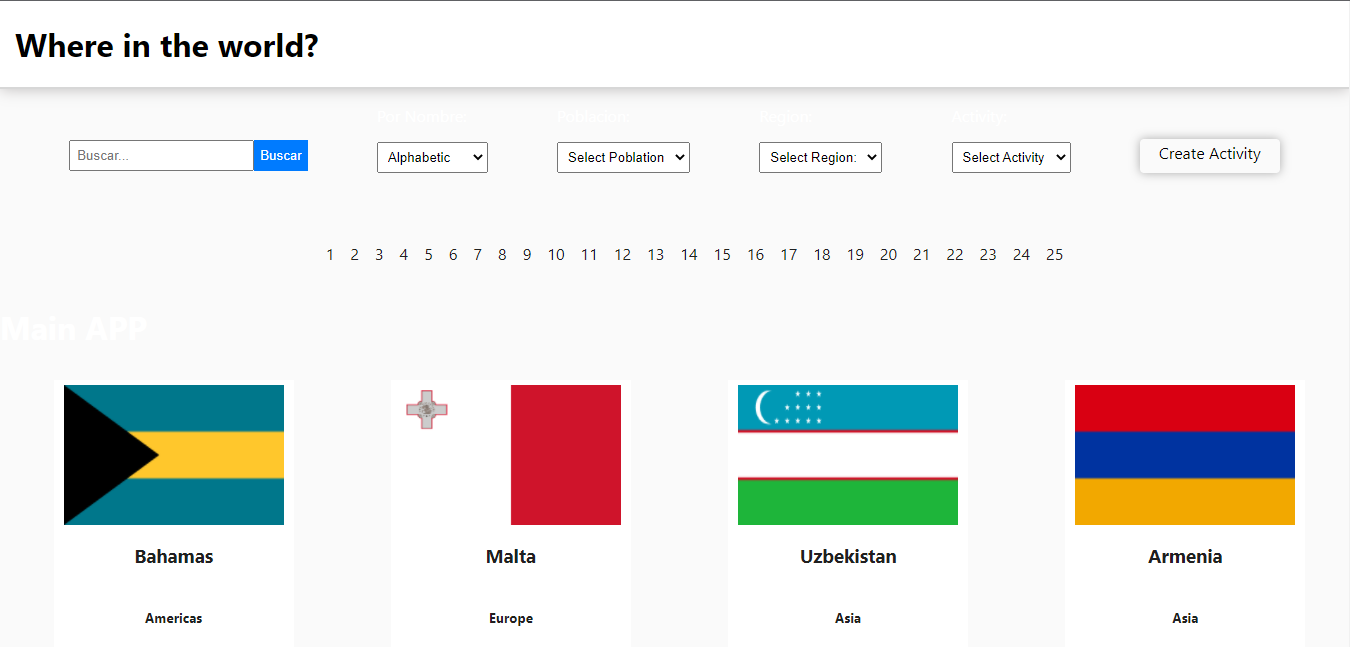 Where in the world?
Por Nombre: Poblacion: Region: Activity:
Buscar... Buscar Alphabetic Select Poblation Select Region: Select Activity Create Activity
1 2 3 4 5 6 7 8 9 10 11 12 13 14 15 16 17 18 19 20 21 22 23 24 25
Main APP
Bahamas Malta Uzbekistan Armenia
Americas Europe Asia Asia